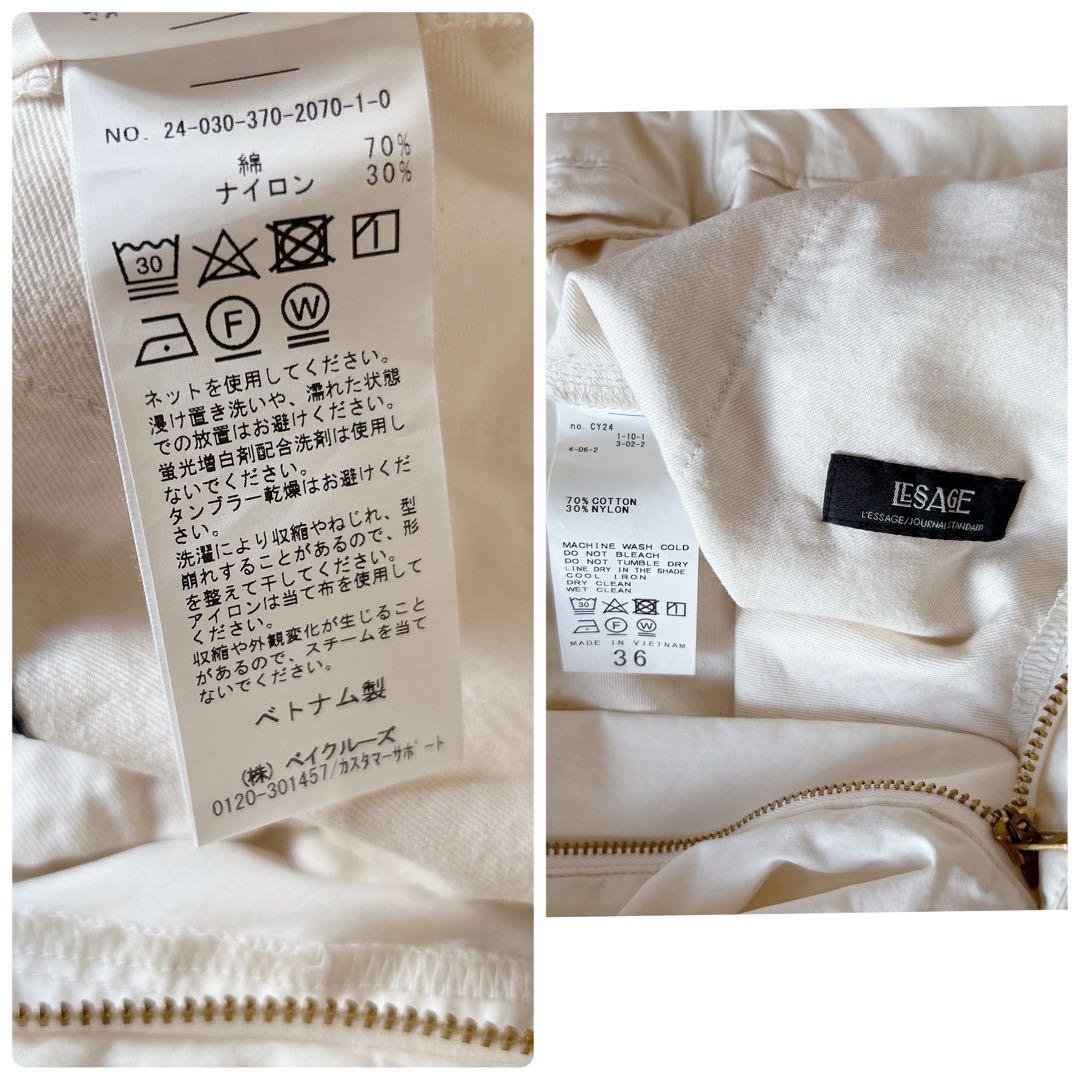 NO. 24-030-370-2070-1-0
綿 70%
ナイロン 30%
30
F W
ネットを使用してください。
浸け置き洗いや、濡れた状態
での放置はお避けください。
蛍光増白剤配合洗剤は使用し
ないでください。
タンブラー乾燥はお避けくだ
さい。
洗濯により収縮やねじれ、型
崩れすることがあるので、形
を整えて干してください。
アイロンは当て布を使用して
ください。
収縮や外観変化が生じること
があるので、スチームを当て
ないでください。
ベトナム製
(株) ベイクルーズ
0120-301457/カスタマーサポート
no. CY24
1-10-1
3-02-2
4-06-2
70% COTTON
30% NYLON
MACHINE WASH COLD
DO NOT BLEACH
DO NOT TUMBLE DRY
LINE DRY IN THE SHADE
COOL IRON
DRY CLEAN
WET CLEAN
30
F W
MADE IN VIETNAM
36
L'ESSAGE
L'ESSAGE/JOURNALSTANDARD